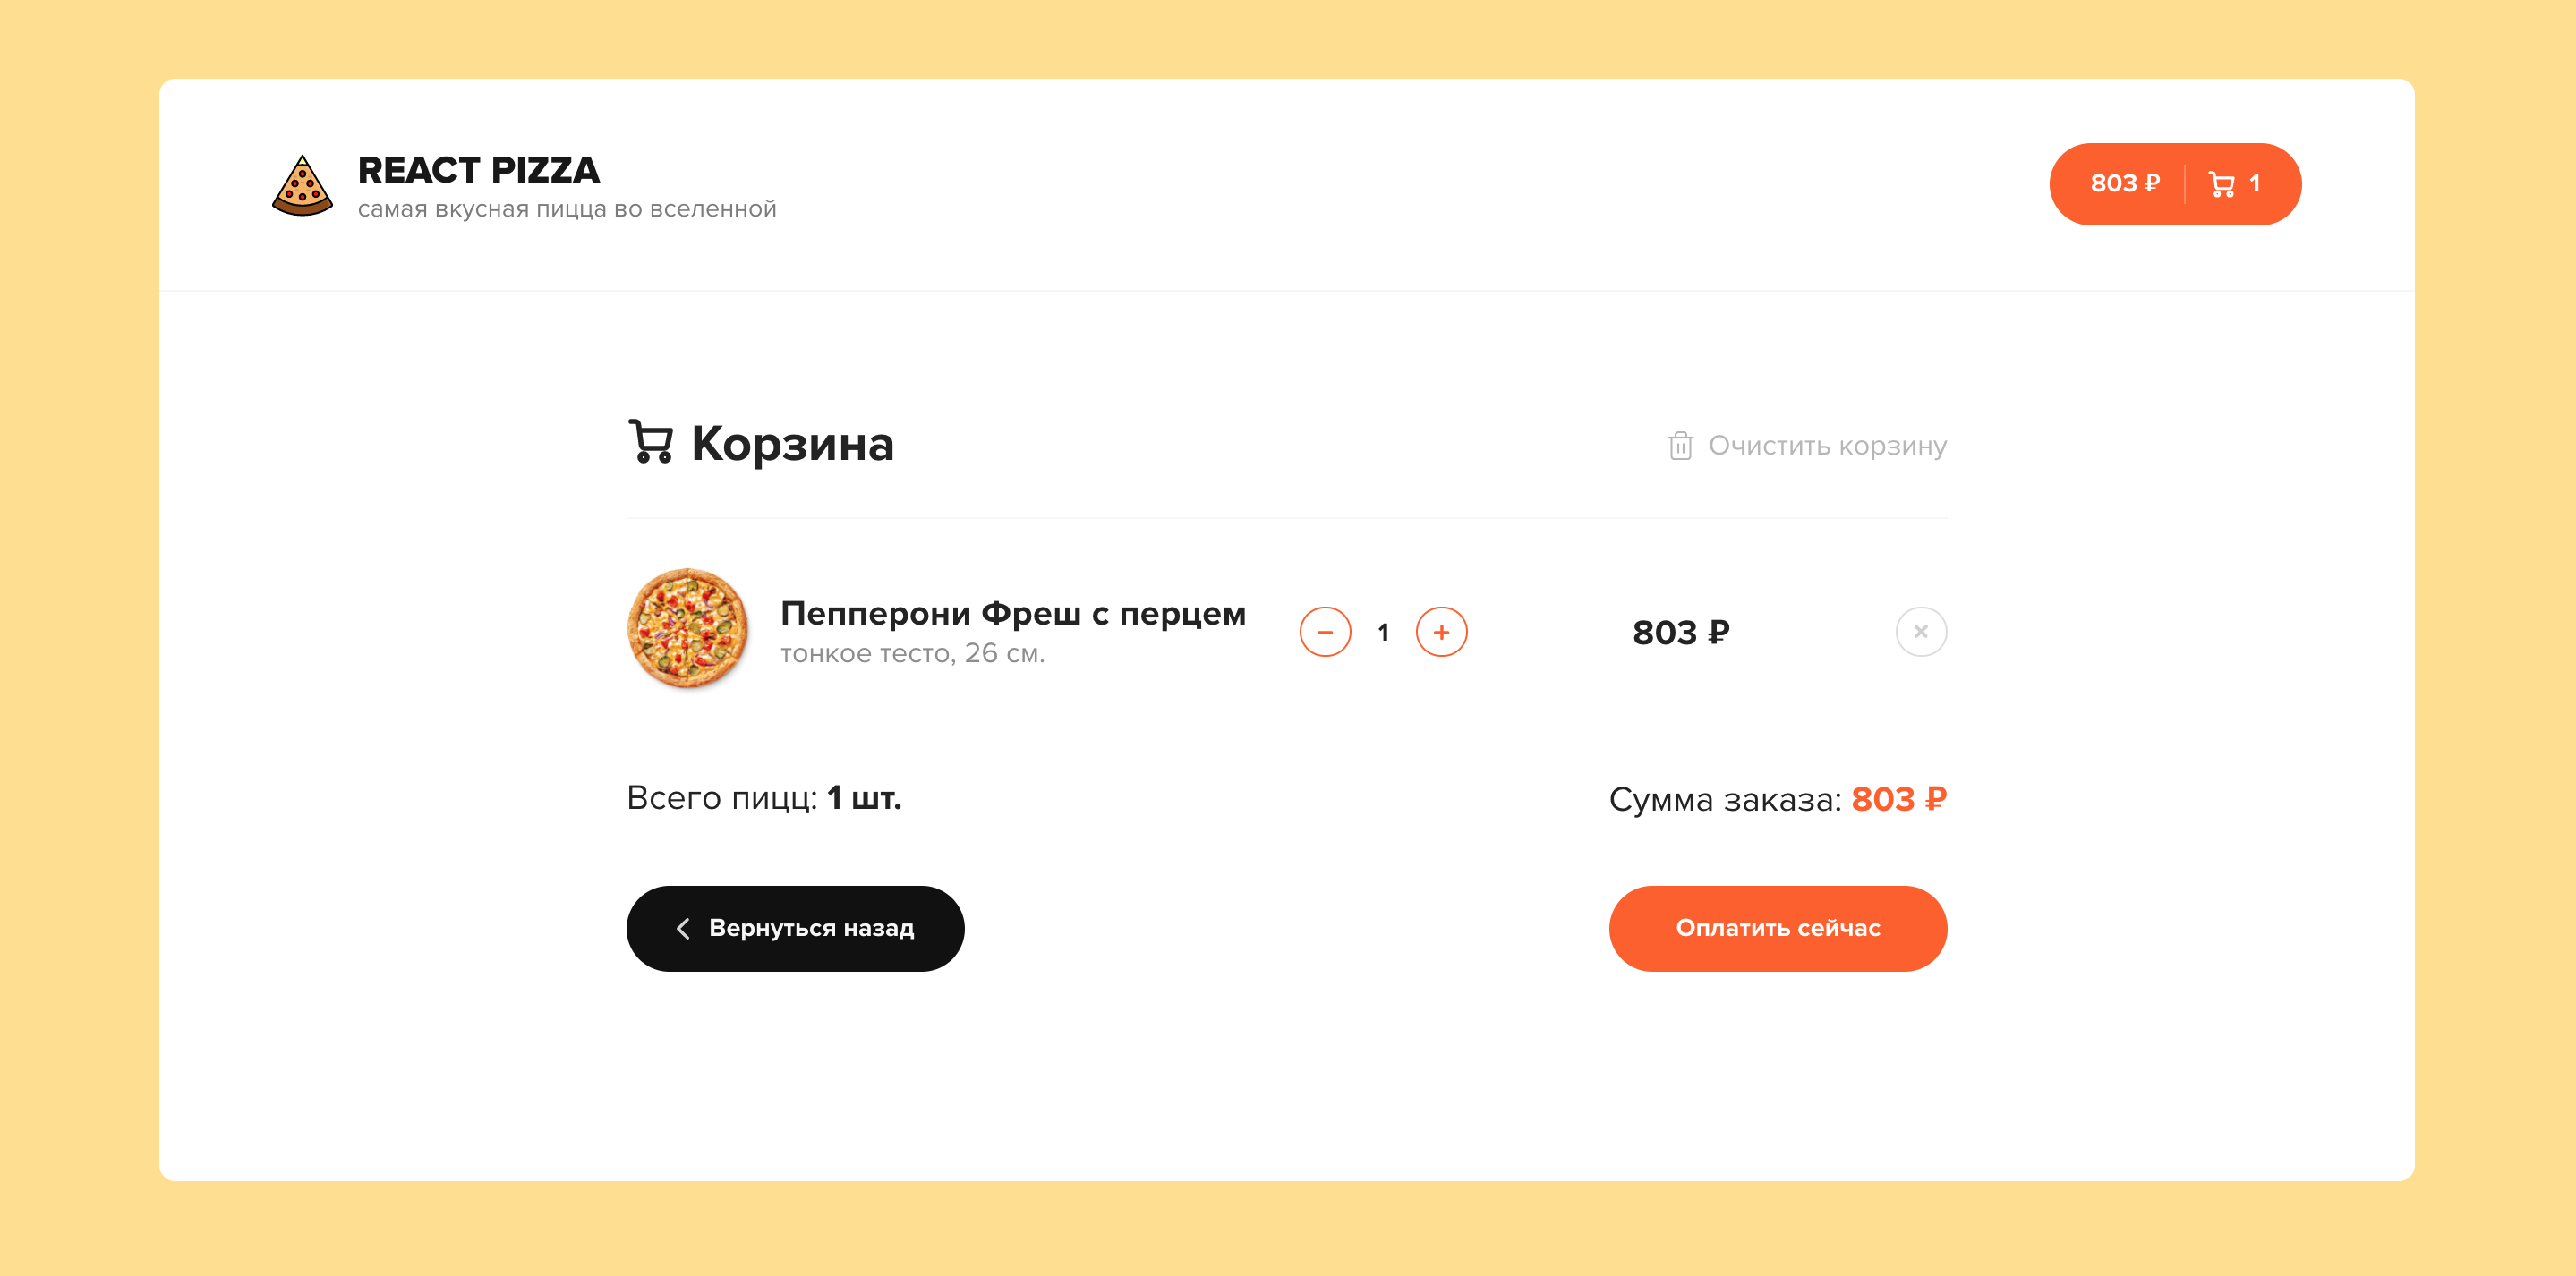 REACT PIZZA
самая вкусная пицца во вселенной
803 ₽
1
Корзина
Очистить корзину
Пепперони Фреш с перцем
тонкое тесто, 26 см.
1
803 ₽
Всего пицц: 1 шт.
Сумма заказа: 803 ₽
Вернуться назад
Оплатить сейчас